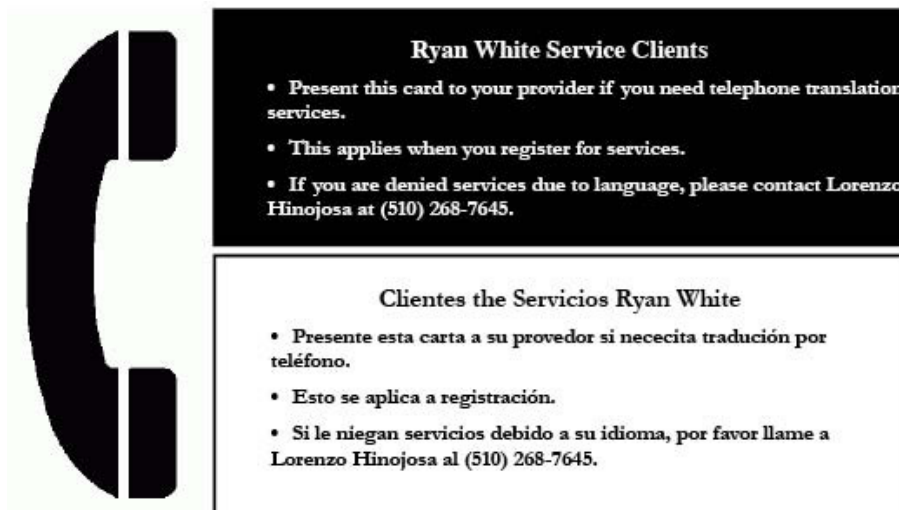 Ryan White Service Clients
• Present this card to your provider if you need telephone translation
services.
• This applies when you register for services.
• If you are denied services due to language, please contact Lorenzo
Hinojosa at (510) 268-7645.
Clientes the Servicios Ryan White
• Presente esta carta a su provedor si nececita tradución por
teléfono.
• Esto se aplica a registración.
• Si le niegan servicios debido a su idioma, por favor llame a
Lorenzo Hinojosa al (510) 268-7645.